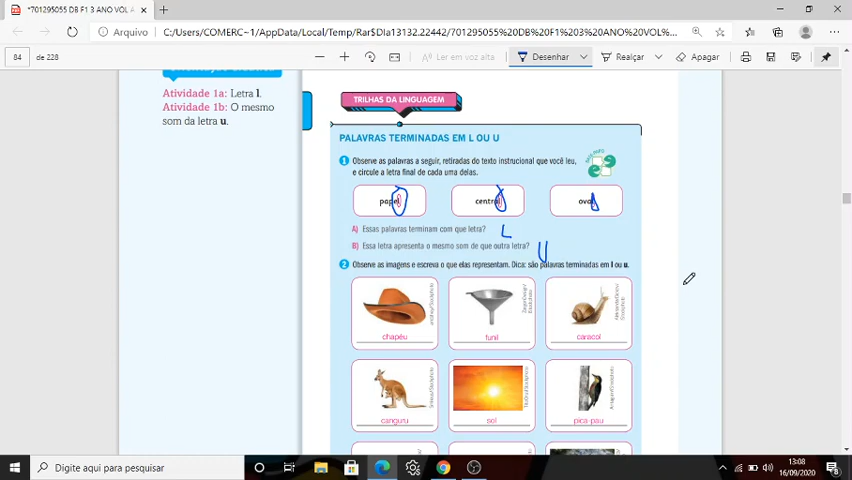 *701295055 DB F1 3 ANO VOL A
Arquivo C:/Users/COMERC~1/AppData/Local/Temp/Rar$DIa13132.22442/701295055%20DB%20F1%203%20ANO%20VOL%...
84 de 228 Ler em voz alta Desenhar Realçar Apagar
Atividade 1a: Letra l.
Atividade 1b: O mesmo
som da letra u.
TRILHAS DA LINGUAGEM
PALAVRAS TERMINADAS EM L OU U
1 Observe as palavras a seguir, retiradas do texto instrucional que você leu,
e circule a letra final de cada uma delas.
papel central oval
A) Essas palavras terminam com que letra? L
B) Essa letra apresenta o mesmo som de que outra letra? U
2 Observe as imagens e escreva o que elas representam. Dica: são palavras terminadas em l ou u.
chapéu funil caracol
canguru sol pica-pau
Digite aqui para pesquisar
13:08
16/09/2020
8